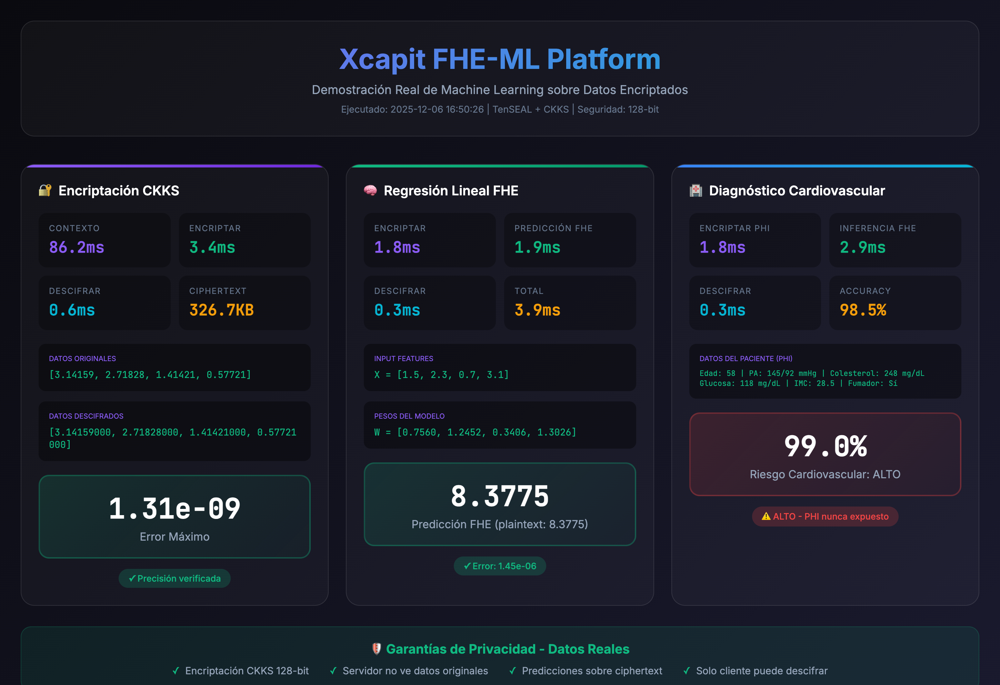 Xcapit FHE-ML Platform
Demostración Real de Machine Learning sobre Datos Encriptados
Ejecutado: 2025-12-06 16:50:26 | TenSEAL + CKKS | Seguridad: 128-bit
🔐 Encriptación CKKS
CONTEXTO
86.2ms
ENCRIPTAR
3.4ms
DESCIFRAR
0.6ms
CIPHERTEXT
326.7KB
DATOS ORIGINALES
[3.14159, 2.71828, 1.41421, 0.57721]
DATOS DESCIFRADOS
[3.14159000, 2.71828000, 1.41421000, 0.57721
000]
1.31e-09
Error Máximo
✓ Precisión verificada
🧠 Regresión Lineal FHE
ENCRIPTAR
1.8ms
PREDICCIÓN FHE
1.9ms
DESCIFRAR
0.3ms
TOTAL
3.9ms
INPUT FEATURES
X = [1.5, 2.3, 0.7, 3.1]
PESOS DEL MODELO
W = [0.7560, 1.2452, 0.3406, 1.3026]
8.3775
Predicción FHE (plaintext: 8.3775)
✓ Error: 1.45e-06
🏥 Diagnóstico Cardiovascular
ENCRIPTAR PHI
1.8ms
INFERENCIA FHE
2.9ms
DESCIFRAR
0.3ms
ACCURACY
98.5%
DATOS DEL PACIENTE (PHI)
Edad: 58 | PA: 145/92 mmHg | Colesterol: 248 mg/dL
Glucosa: 118 mg/dL | IMC: 28.5 | Fumador: Sí
99.0%
Riesgo Cardiovascular: ALTO
⚠️ ALTO - PHI nunca expuesto
🛡️ Garantías de Privacidad - Datos Reales
✓ Encriptación CKKS 128-bit
✓ Servidor no ve datos originales
✓ Predicciones sobre ciphertext
✓ Solo cliente puede descifrar